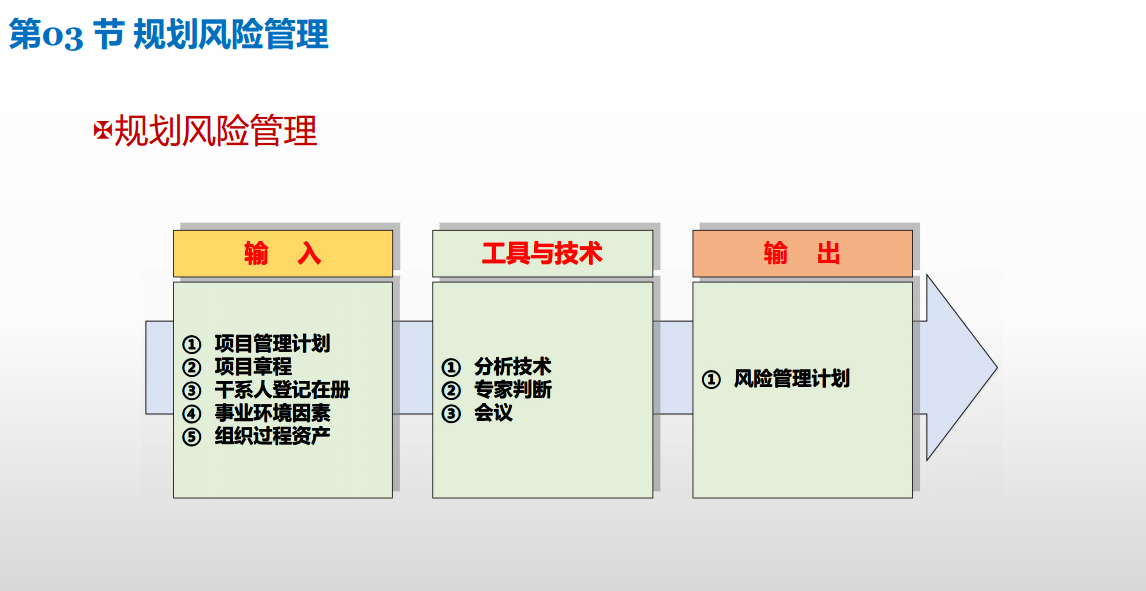 第03 节 规划风险管理
✠规划风险管理
输 入
① 项目管理计划
② 项目章程
③ 干系人登记在册
④ 事业环境因素
⑤ 组织过程资产
工具与技术
① 分析技术
② 专家判断
③ 会议
输 出
① 风险管理计划